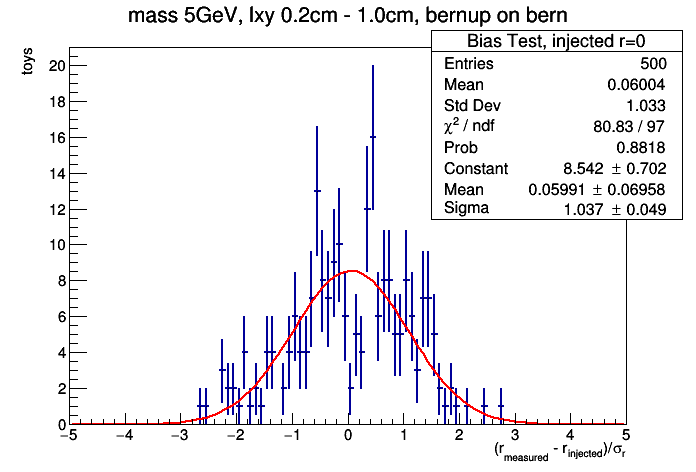 mass 5GeV, lxy 0.2cm - 1.0cm, bernup on bern
Bias Test, injected r=0
Entries 500
Mean 0.06004
Std Dev 1.033
χ² / ndf 80.83 / 97
Prob 0.8818
Constant 8.542 ± 0.702
Mean 0.05991 ± 0.06958
Sigma 1.037 ± 0.049
toys
20
18
16
14
12
10
8
6
4
2
0
−5 −4 −3 −2 −1 0 1 2 3 4 5
(r_measured - r_injected)/σ_r